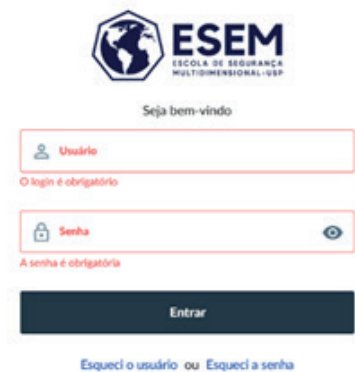 ESEM
ESCOLA DE SEGURANÇA
MULTIDIMENSIONAL-USP
Seja bem-vindo
Usuário
O login é obrigatório
Senha
A senha é obrigatória
Entrar
Esqueci o usuário ou Esqueci a senha